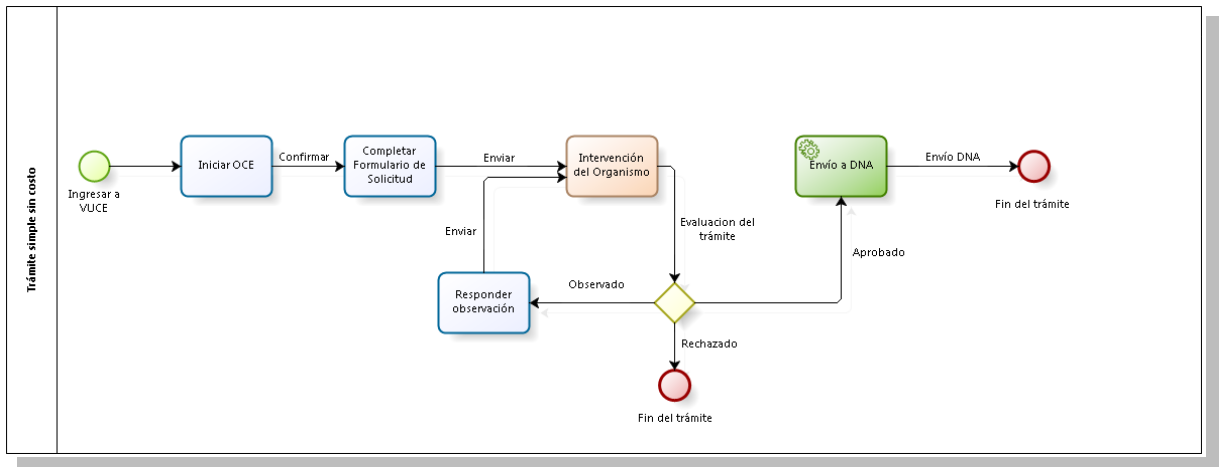 Trámite simple sin costo
Ingresar a
VUCE
Iniciar OCE
Confirmar
Completar
Formulario de
Solicitud
Enviar
Intervención
del Organismo
Evaluacion del
trámite
Observado
Responder
observación
Enviar
Rechazado
Fin del trámite
Aprobado
Envío a DNA
Envío DNA
Fin del trámite